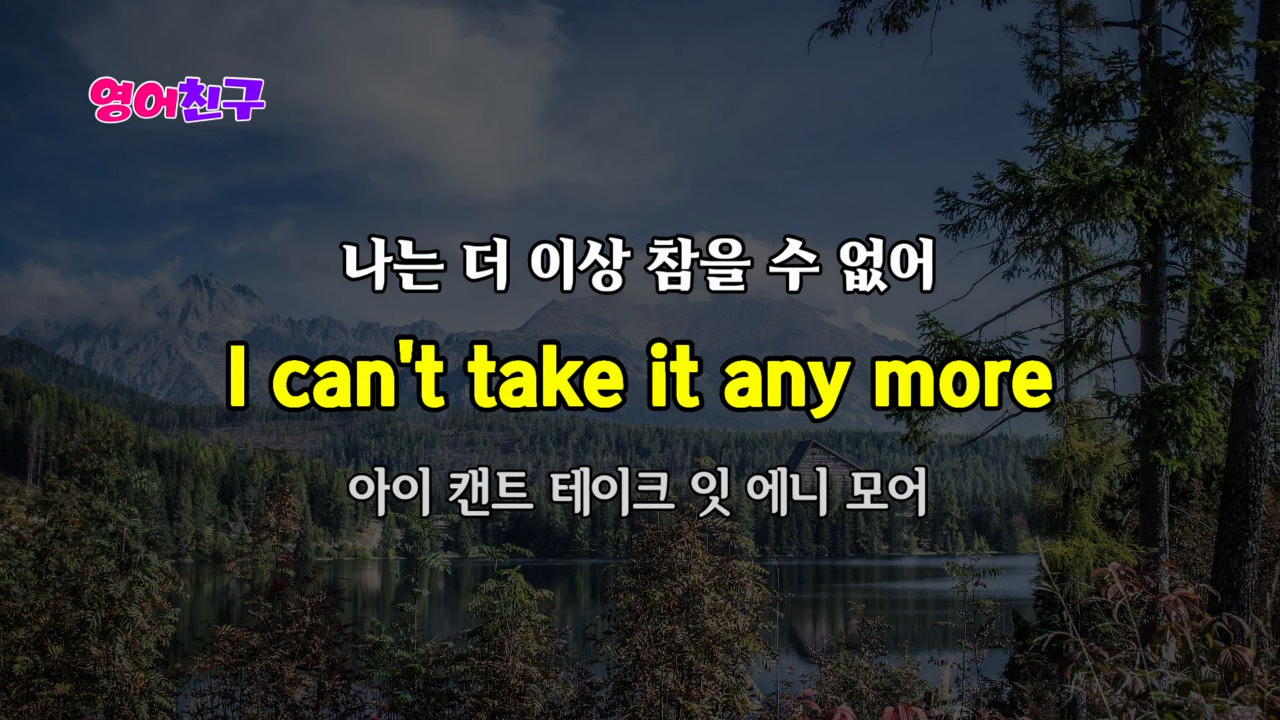 영어친구
나는 더 이상 참을 수 없어
I can't take it any more
아이 캔트 테이크 잇 에니 모어